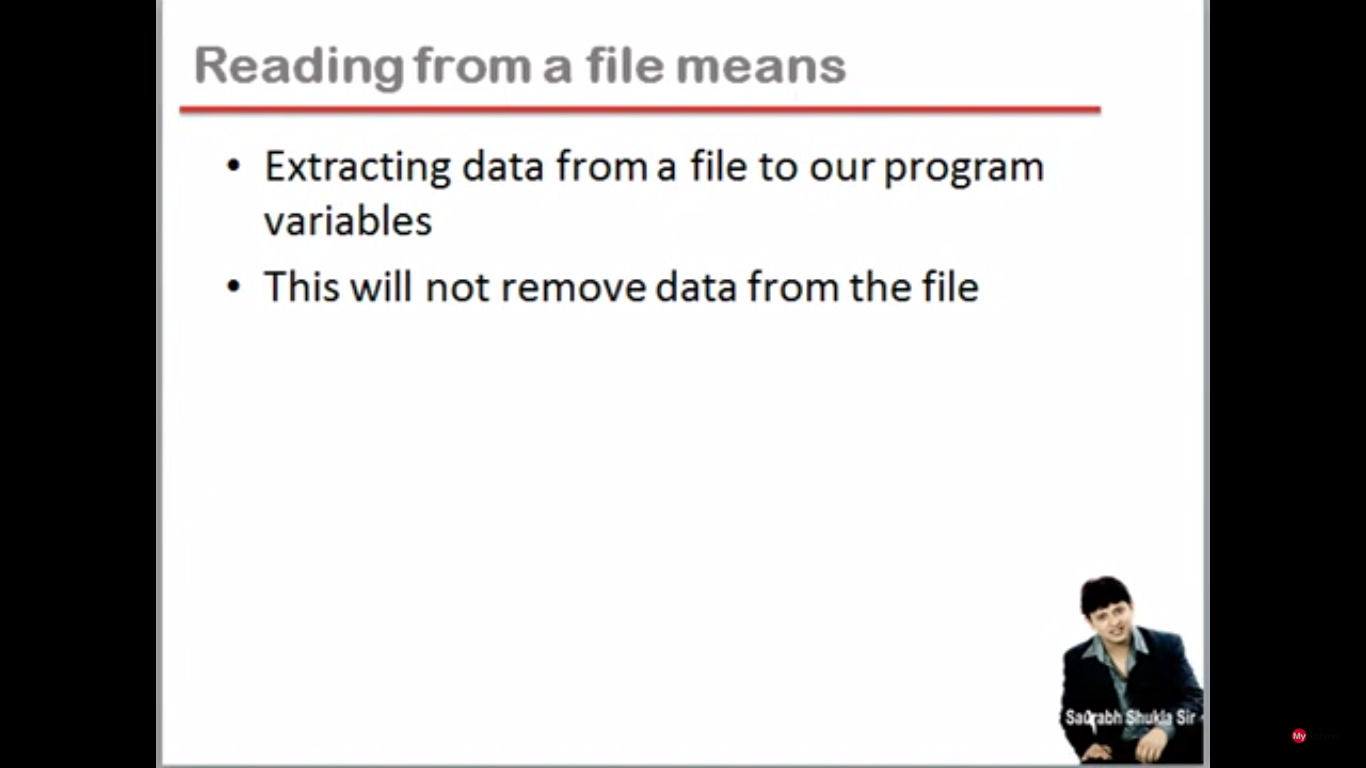 Reading from a file means
• Extracting data from a file to our program
variables
• This will not remove data from the file
Saurabh Shukla Sir
My